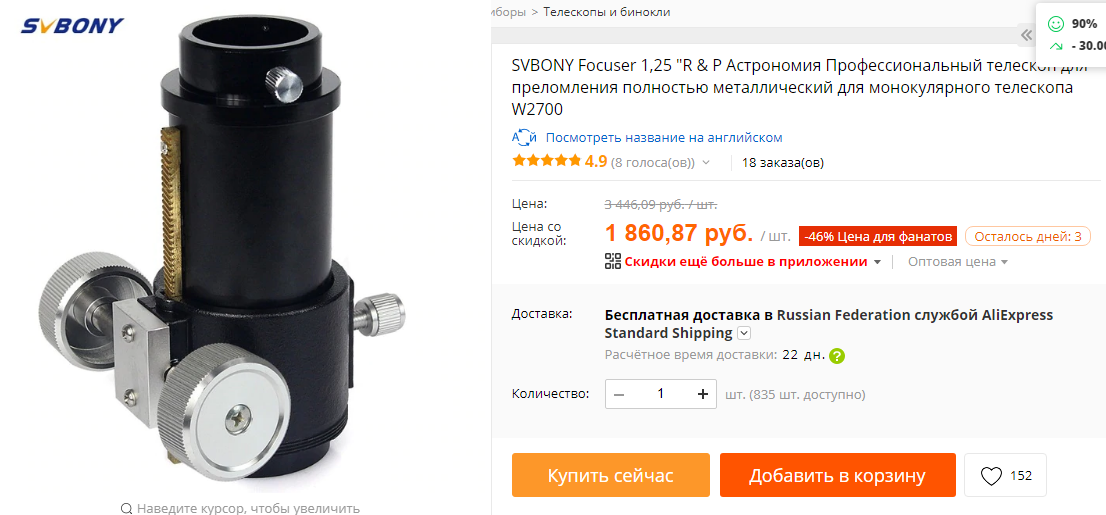 SVBONY
иборы > Телескопы и бинокли
90%
- 30.00
SVBONY Focuser 1,25 "R & P Астрономия Профессиональный телескоп для
преломления полностью металлический для монокулярного телескопа
W2700
Aй Посмотреть название на английском
4.9 (8 голоса(ов)) 18 заказа(ов)
Цена: 3 446,09 руб. / шт.
Цена со
скидкой: 1 860,87 руб. / шт. -46% Цена для фанатов Осталось дней: 3
Скидки ещё больше в приложении Оптовая цена
Доставка: Бесплатная доставка в Russian Federation службой AliExpress
Standard Shipping
Расчётное время доставки: 22 дн. ?
Количество: − 1 + шт. (835 шт. доступно)
Купить сейчас Добавить в корзину 152
Наведите курсор, чтобы увеличить